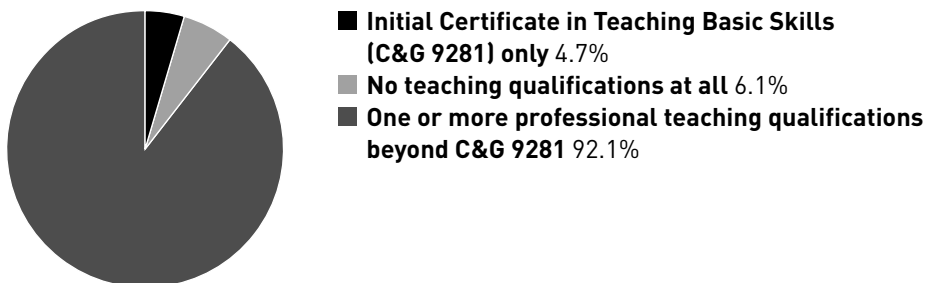 Initial Certificate in Teaching Basic Skills
(C&G 9281) only 4.7%
No teaching qualifications at all 6.1%
One or more professional teaching qualifications
beyond C&G 9281 92.1%